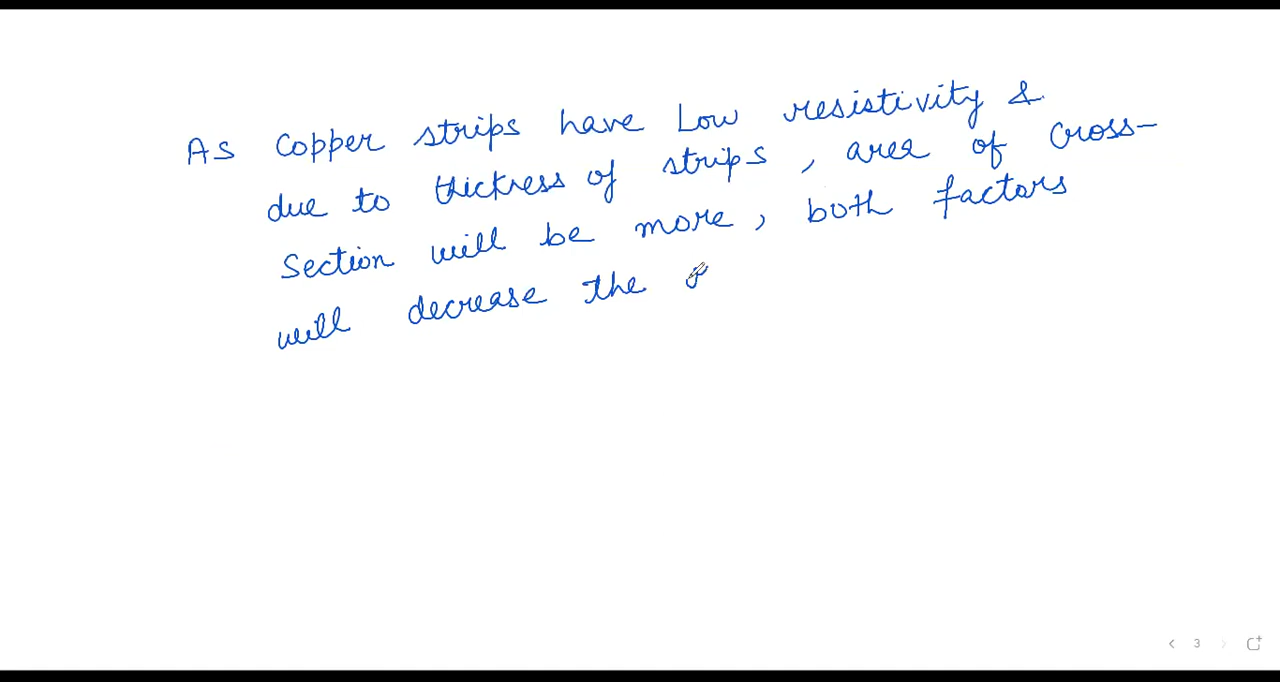 As copper strips have Low resistivity &
due to thickness of strips, area of cross-
Section will be more, both factors
will decrease the
3